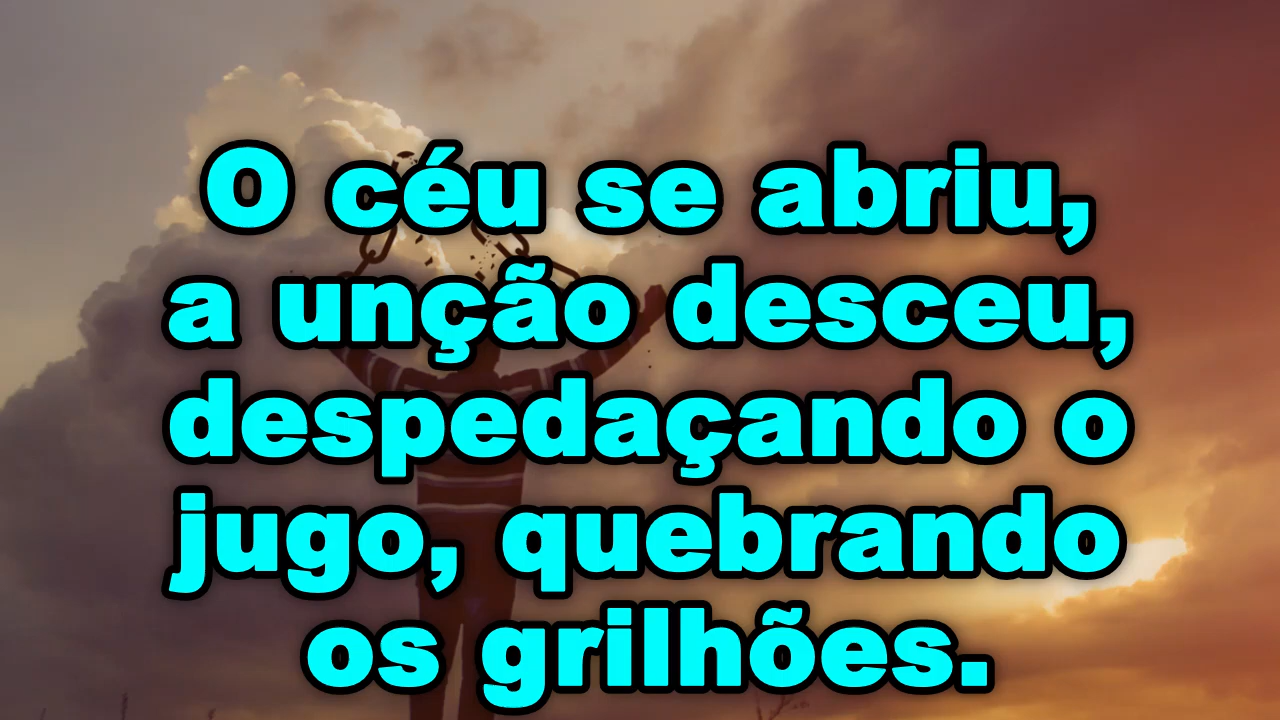 O céu se abriu,
a unção desceu,
despedaçando o
jugo, quebrando
os grilhões.